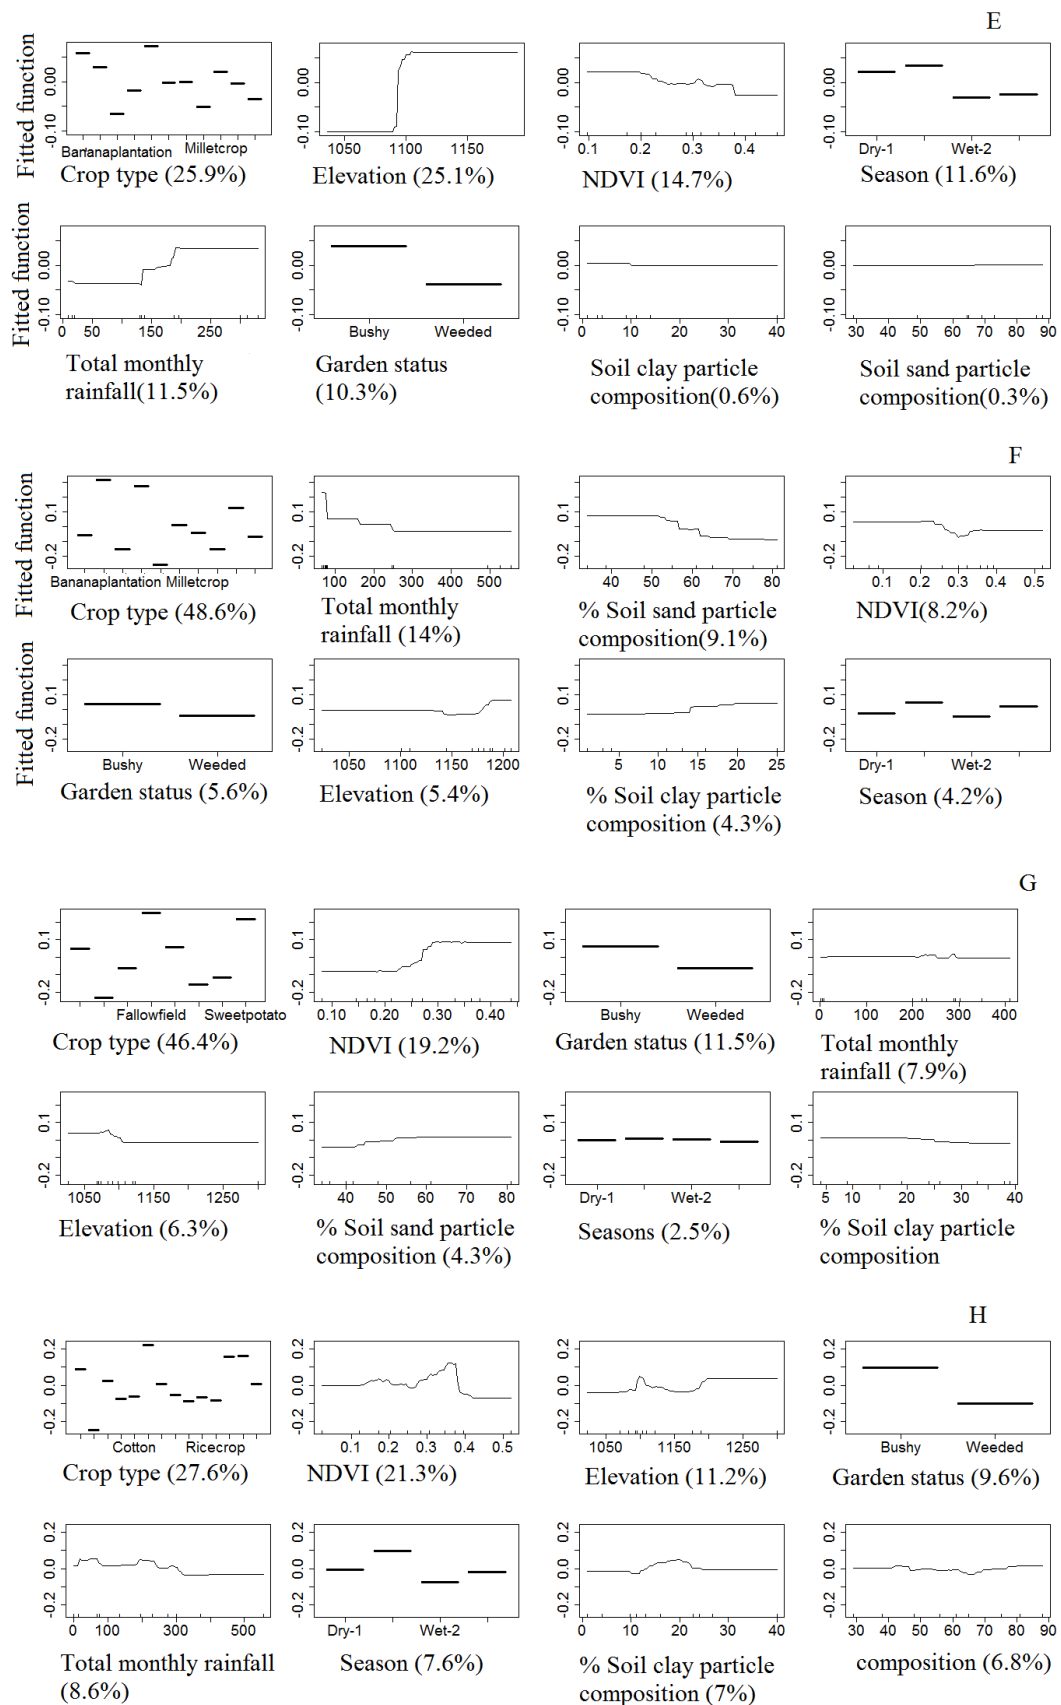 E
Fitted function
0.00
-0.10
Bananaplantation Milletcrop
Crop type (25.9%)
1050 1100 1150
Elevation (25.1%)
0.00
-0.10
0.1 0.2 0.3 0.4
NDVI (14.7%)
0.00
-0.10
Dry-1 Wet-2
Season (11.6%)
Fitted function
0.00
-0.10
0 50 150 250
Total monthly
rainfall(11.5%)
0.00
-0.10
Bushy Weeded
Garden status
(10.3%)
0.00
-0.10
0 10 20 30 40
Soil clay particle
composition(0.6%)
0.00
-0.10
30 40 50 60 70 80 90
Soil sand particle
composition(0.3%)
F
Fitted function
0.1
-0.2
Bananaplantation Milletcrop
Crop type (48.6%)
0.1
-0.2
100 200 300 400 500
Total monthly
rainfall (14%)
0.1
-0.2
40 50 60 70 80
% Soil sand particle
composition(9.1%)
0.1
-0.2
0.1 0.2 0.3 0.4 0.5
NDVI(8.2%)
Fitted function
0.1
-0.2
Bushy Weeded
Garden status (5.6%)
0.1
-0.2
1050 1100 1150 1200
Elevation (5.4%)
0.1
-0.2
5 10 15 20 25
% Soil clay particle
composition (4.3%)
0.1
-0.2
Dry-1 Wet-2
Season (4.2%)
G
0.1
-0.2
Fallowfield Sweetpotato
Crop type (46.4%)
0.1
-0.2
0.10 0.20 0.30 0.40
NDVI (19.2%)
0.1
-0.2
Bushy Weeded
Garden status (11.5%)
0.1
-0.2
0 100 200 300 400
Total monthly
rainfall (7.9%)
0.1
-0.2
1050 1150 1250
Elevation (6.3%)
0.1
-0.2
40 50 60 70 80
% Soil sand particle
composition (4.3%)
0.1
-0.2
Dry-1 Wet-2
Seasons (2.5%)
0.1
-0.2
4 10 20 30 40
% Soil clay particle
composition
H
0.2
0.0
-0.2
Cotton Ricecrop
Crop type (27.6%)
0.2
0.0
-0.2
0.1 0.2 0.3 0.4 0.5
NDVI (21.3%)
0.2
0.0
-0.2
1050 1150 1250
Elevation (11.2%)
0.2
0.0
-0.2
Bushy Weeded
Garden status (9.6%)
0.2
0.0
-0.2
0 100 300 500
Total monthly rainfall
(8.6%)
0.2
0.0
-0.2
Dry-1 Wet-2
Season (7.6%)
0.2
0.0
-0.2
0 10 20 30 40
% Soil clay particle
composition (7%)
0.2
0.0
-0.2
30 40 50 60 70 80 90
composition (6.8%)